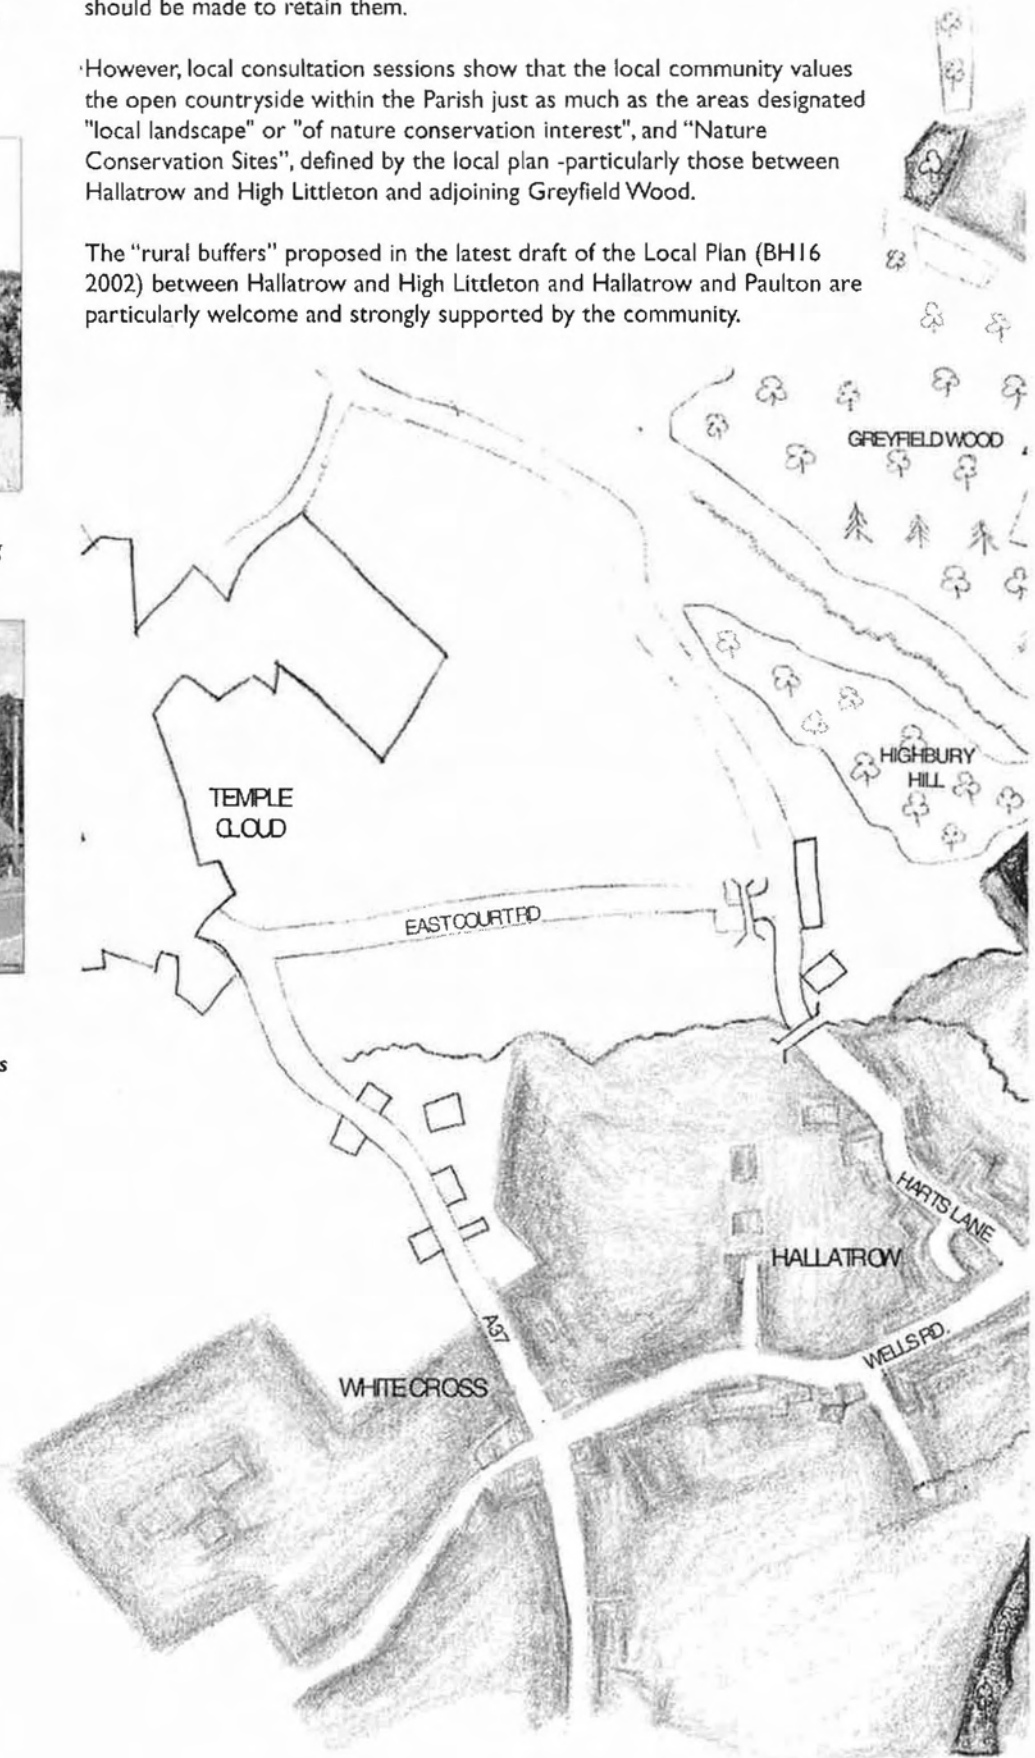 should be made to retain them.
However, local consultation sessions show that the local community values
the open countryside within the Parish just as much as the areas designated
"local landscape" or "of nature conservation interest", and “Nature
Conservation Sites”, defined by the local plan -particularly those between
Hallatrow and High Littleton and adjoining Greyfield Wood.
The “rural buffers” proposed in the latest draft of the Local Plan (BH16
2002) between Hallatrow and High Littleton and Hallatrow and Paulton are
particularly welcome and strongly supported by the community.
GREYFIELD WOOD
HIGHBURY
HILL
TEMPLE
CLOUD
EASTCOURT RD
HARTS LANE
HALLATROW
A37
WELLS RD.
WHITE CROSS
s